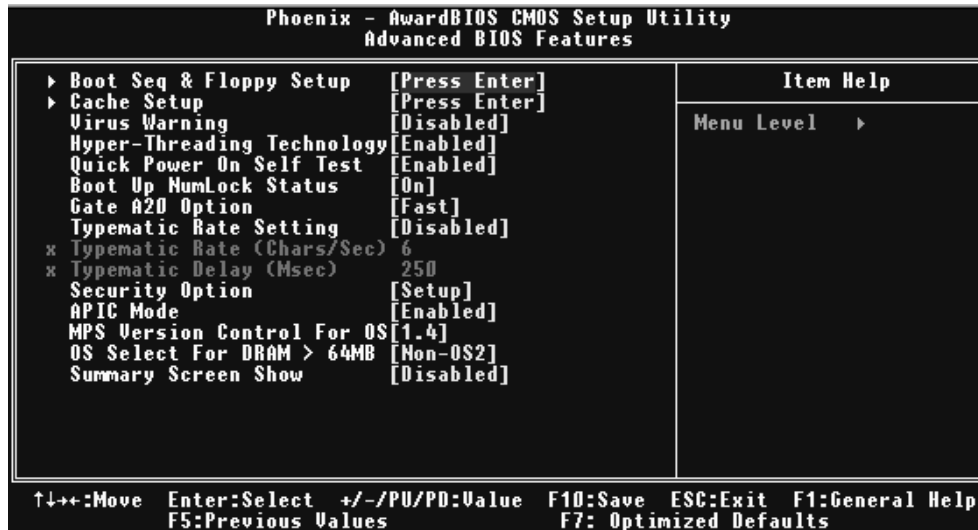 Phoenix - AwardBIOS CMOS Setup Utility
Advanced BIOS Features
▶ Boot Seq & Floppy Setup [Press Enter]
▶ Cache Setup [Press Enter]
Virus Warning [Disabled]
Hyper-Threading Technology[Enabled]
Quick Power On Self Test [Enabled]
Boot Up NumLock Status [On]
Gate A20 Option [Fast]
Typematic Rate Setting [Disabled]
x Typematic Rate (Chars/Sec) 6
x Typematic Delay (Msec) 250
Security Option [Setup]
APIC Mode [Enabled]
MPS Version Control For OS[1.4]
OS Select For DRAM > 64MB [Non-OS2]
Summary Screen Show [Disabled]
Item Help
Menu Level ▶
↑↓→←:Move Enter:Select +/-/PU/PD:Value F10:Save ESC:Exit F1:General Help
F5:Previous Values F7: Optimized Defaults